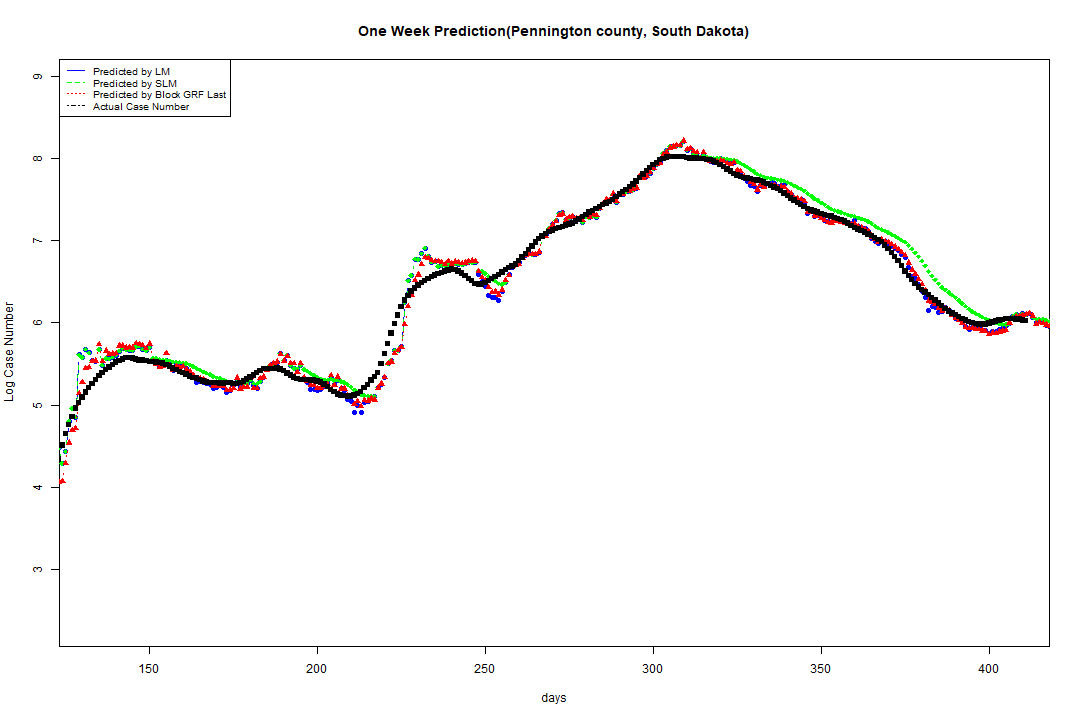 One Week Prediction(Pennington county, South Dakota)
Predicted by LM
Predicted by SLM
Predicted by Block GRF Last
Actual Case Number
Log Case Number
9
8
7
6
5
4
3
150 200 250 300 350 400
days